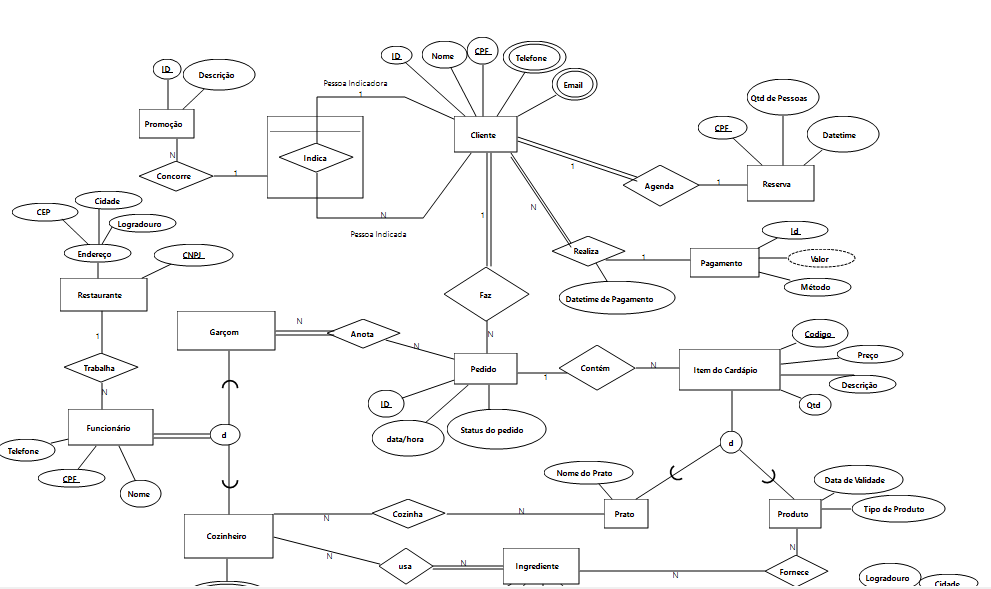 ID
Nome
CPF
Telefone
Email
ID
Descrição
Pessoa Indicadora
1
Qtd de Pessoas
Promoção
Cliente
CPF
Datetime
N
Indica
1
Concorre
1
Agenda
1
Reserva
CEP
Cidade
Logradouro
N
N
1
Pessoa Indicada
Id
Endereço
CNPJ
Realiza
1
Pagamento
Valor
Método
Restaurante
Faz
Datetime de Pagamento
Garçom
N
Anota
N
N
Codigo
1
Preço
Trabalha
Pedido
1
Contém
N
Item do Cardápio
Descrição
N
ID
Qtd
Funcionário
d
data/hora
Status do pedido
d
Telefone
CPF
Nome
Nome do Prato
Data de Validade
Tipo de Produto
N
Cozinha
N
Prato
Produto
Cozinheiro
N
N
usa
N
Ingrediente
N
Fornece
Logradouro
Cidade